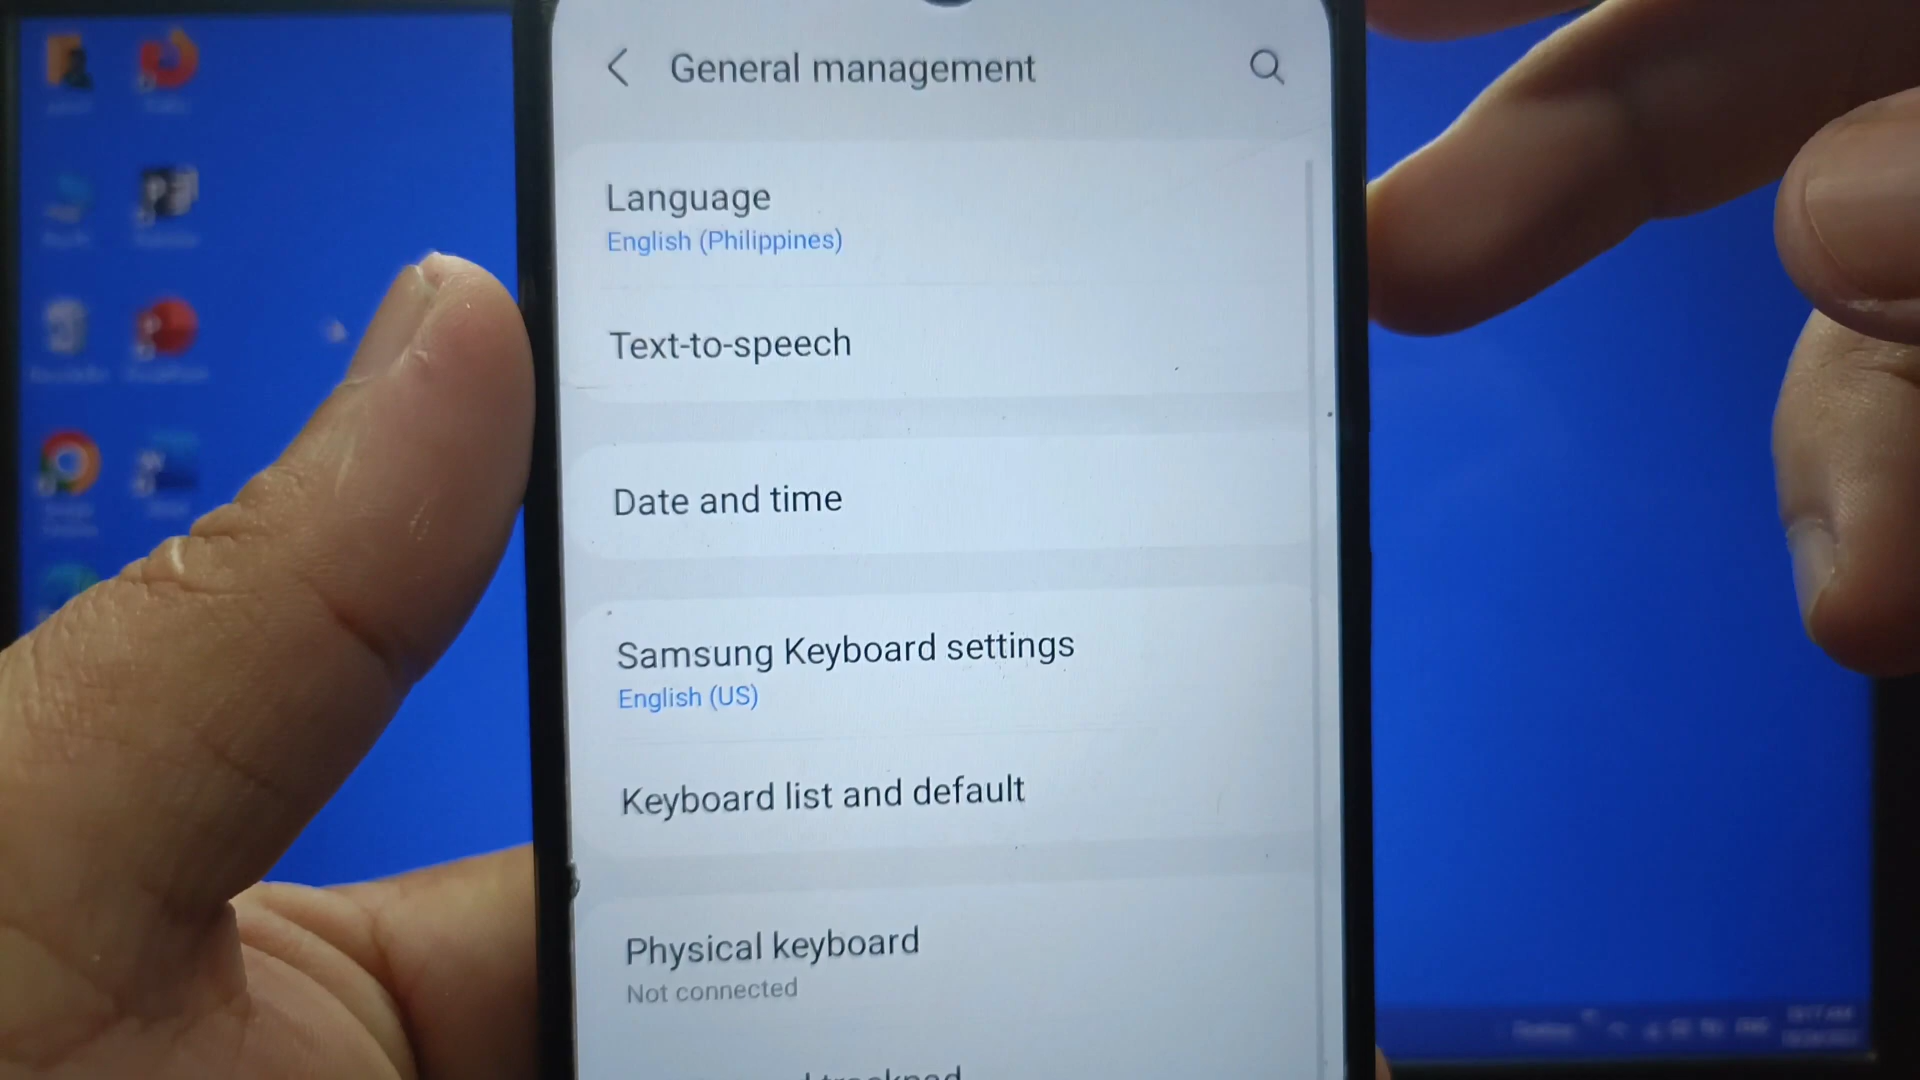 General management
Language
English (Philippines)
Text-to-speech
Date and time
Samsung Keyboard settings
English (US)
Keyboard list and default
Physical keyboard
Not connected